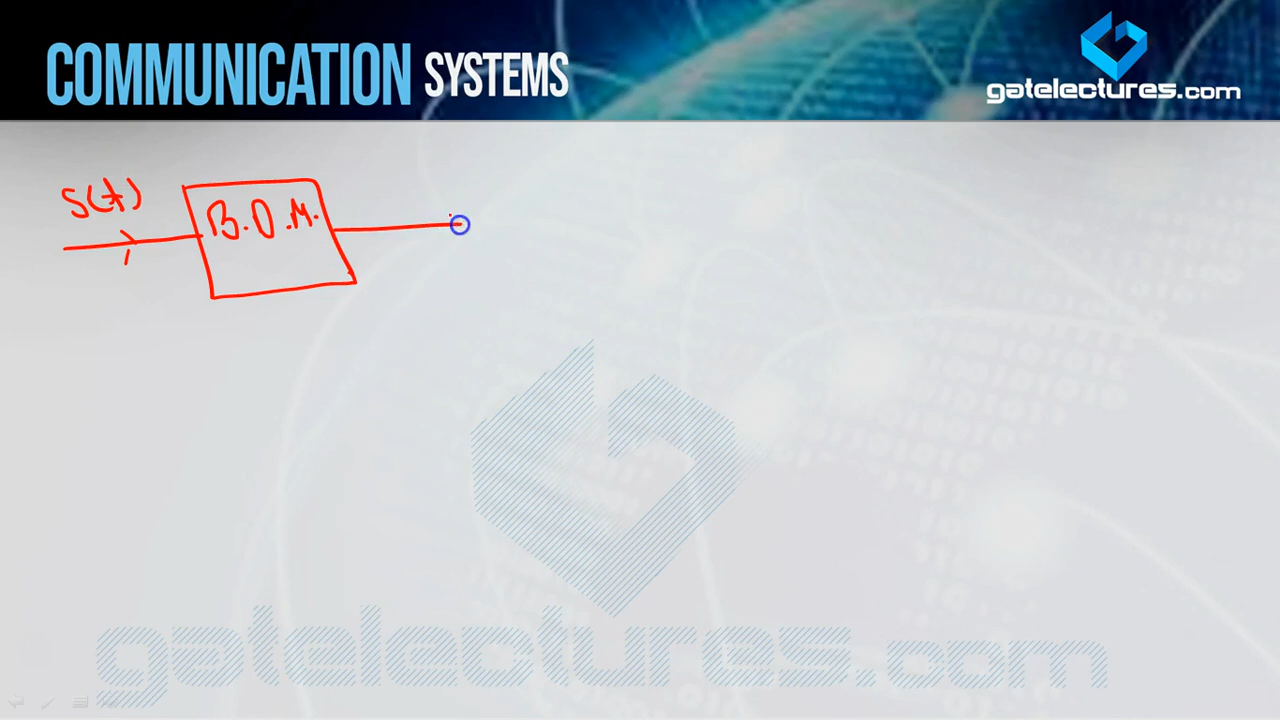 COMMUNICATION SYSTEMS
gatelectures.com
S(t)
B.D.M.
gatelectures.com